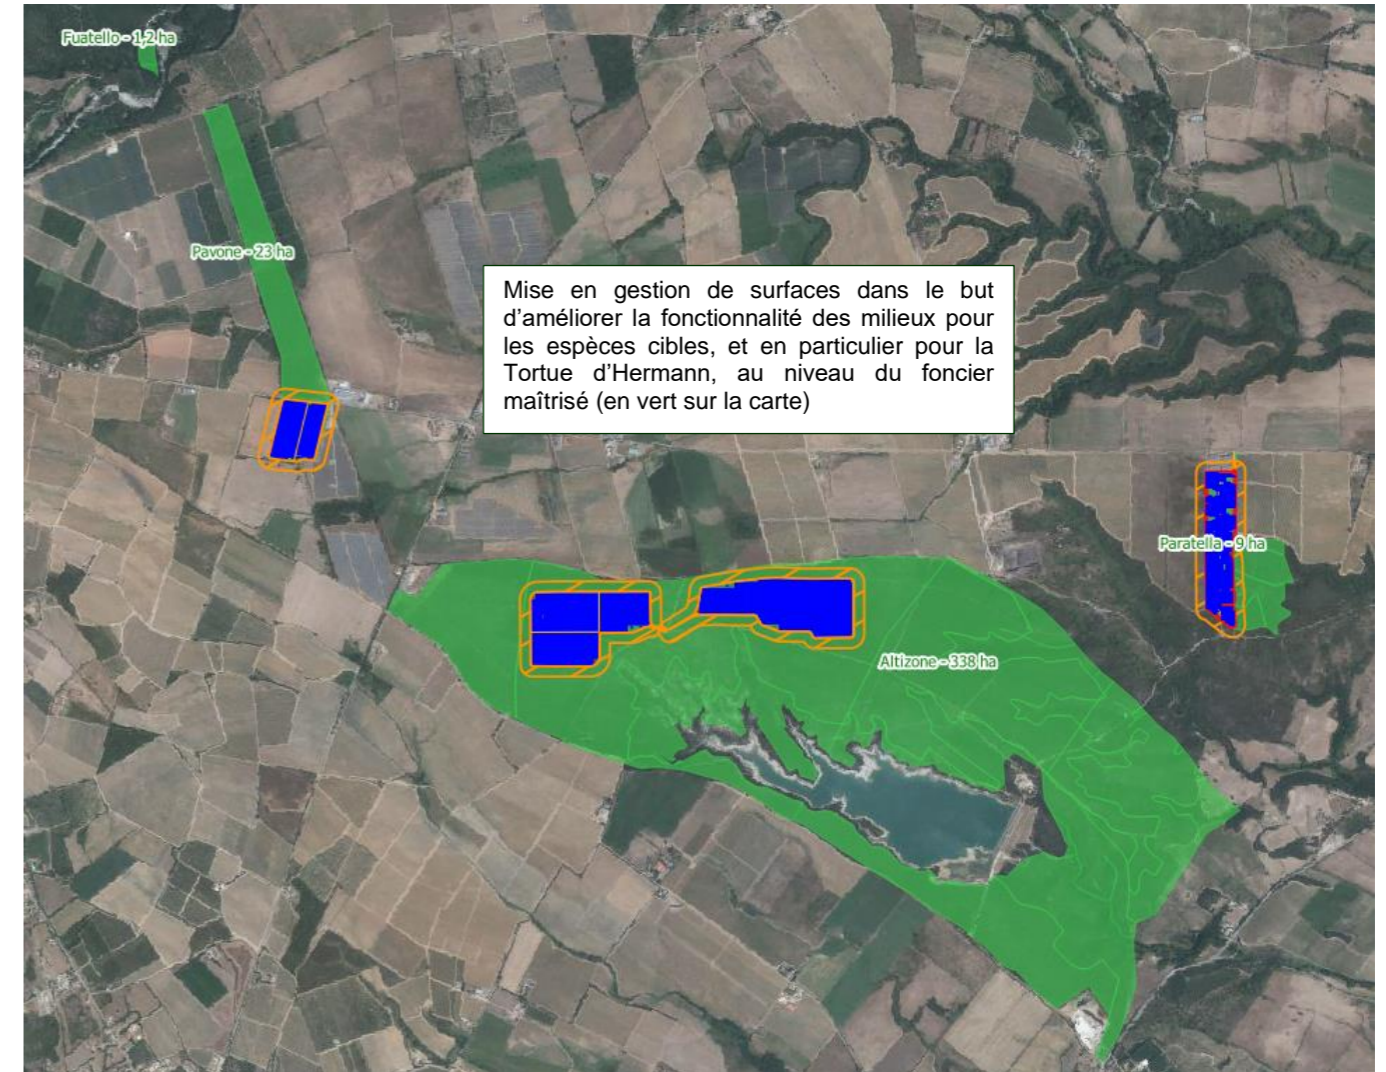 Fuatello - 1,2 ha
Pavone - 23 ha
Mise en gestion de surfaces dans le but
d’améliorer la fonctionnalité des milieux pour
les espèces cibles, et en particulier pour la
Tortue d’Hermann, au niveau du foncier
maîtrisé (en vert sur la carte)
Paratella - 9 ha
Altizone - 338 ha